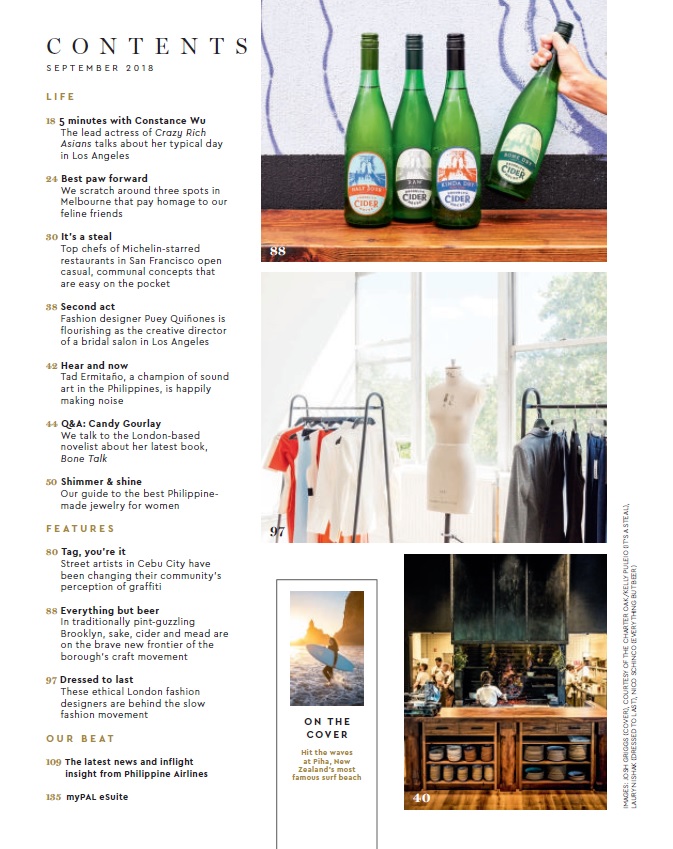 CONTENTS
SEPTEMBER 2018
LIFE
18 5 minutes with Constance Wu
The lead actress of Crazy Rich
Asians talks about her typical day
in Los Angeles
24 Best paw forward
We scratch around three spots in
Melbourne that pay homage to our
feline friends
30 It's a steal
Top chefs of Michelin-starred
restaurants in San Francisco open
casual, communal concepts that
are easy on the pocket
38 Second act
Fashion designer Puey Quiñones is
flourishing as the creative director
of a bridal salon in Los Angeles
42 Hear and now
Tad Ermitaño, a champion of sound
art in the Philippines, is happily
making noise
44 Q&A: Candy Gourlay
We talk to the London-based
novelist about her latest book,
Bone Talk
50 Shimmer & shine
Our guide to the best Philippine-
made jewelry for women
FEATURES
80 Tag, you're it
Street artists in Cebu City have
been changing their community's
perception of graffiti
88 Everything but beer
In traditionally pint-guzzling
Brooklyn, sake, cider and mead are
on the brave new frontier of the
borough's craft movement
97 Dressed to last
These ethical London fashion
designers are behind the slow
fashion movement
OUR BEAT
109 The latest news and inflight
insight from Philippine Airlines
135 myPAL eSuite
HALF SOUR
CIDER
RAW
CIDER
KINDA DRY
CIDER
BONE DRY
CIDER
88
97
ON THE
COVER
Hit the waves
at Piha, New
Zealand's most
famous surf beach
40
IMAGES: JOSH GRIGGS (COVER), COURTESY OF THE CHARTER OAK/KELLY PULEIO (IT'S A STEAL),
LAURYN ISHAK (DRESSED TO LAST), NICO SCHINCO (EVERYTHING BUT BEER)